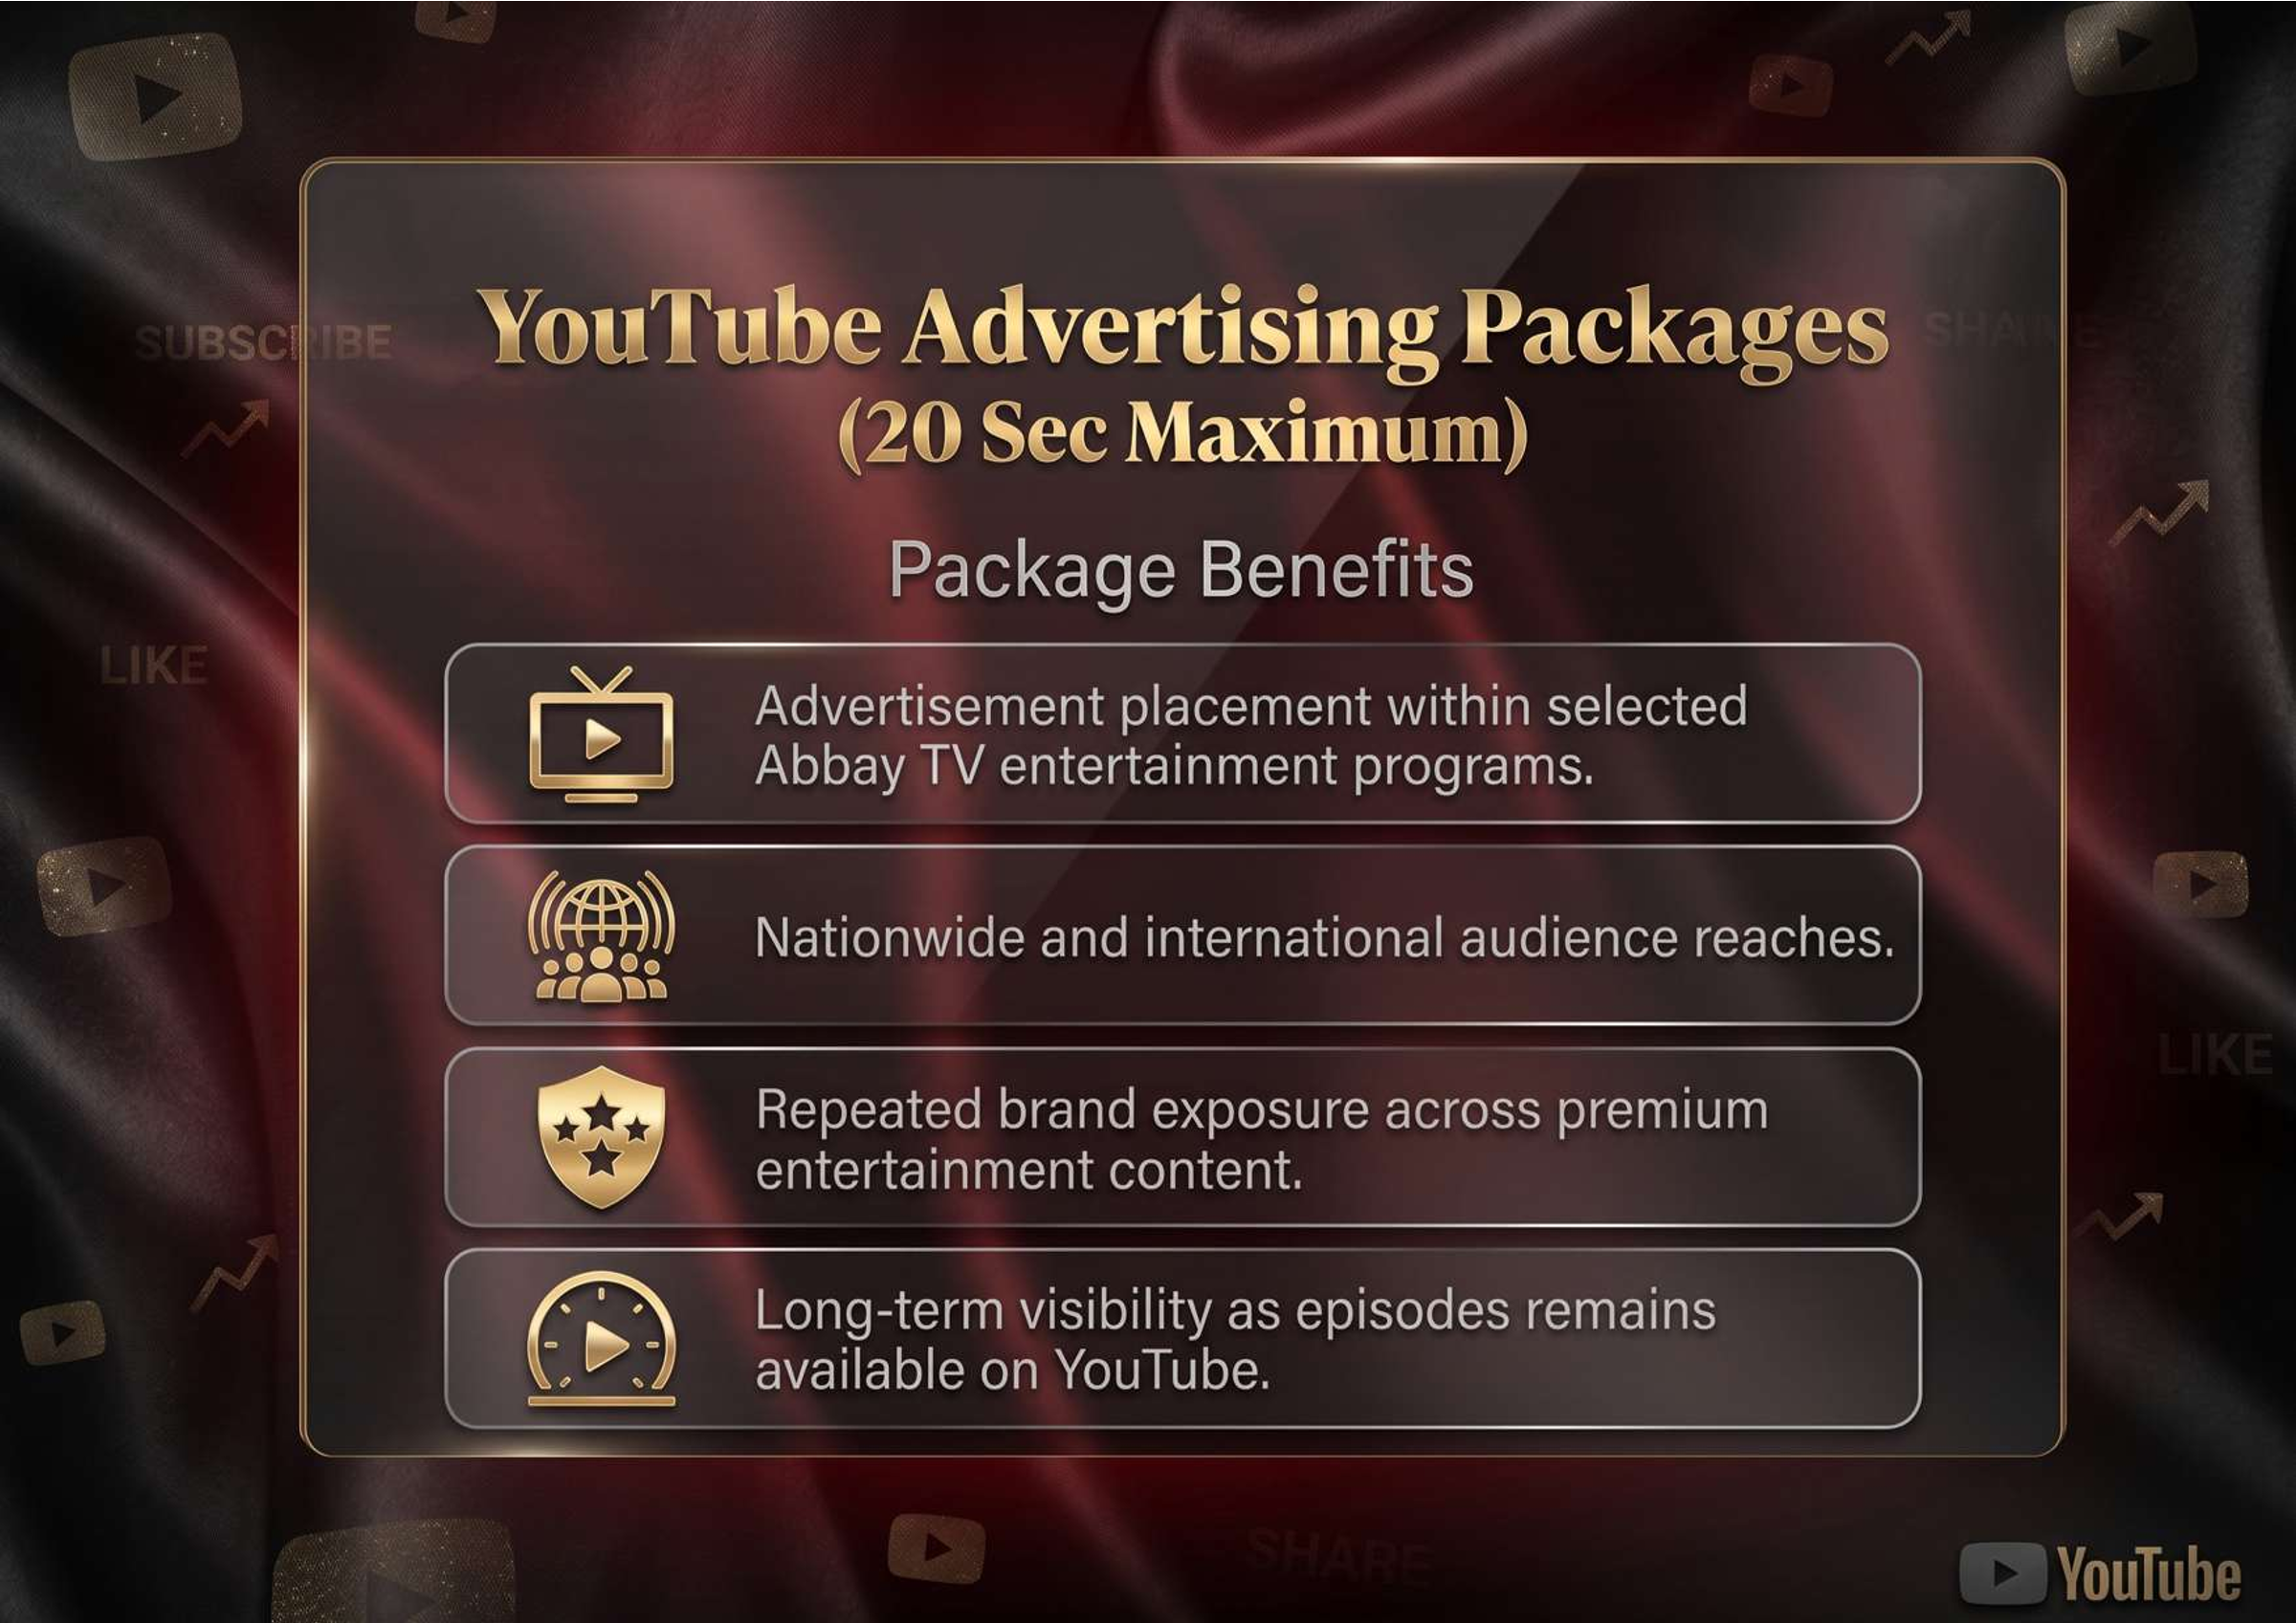 YouTube Advertising Packages
(20 Sec Maximum)
Package Benefits
Advertisement placement within selected
Abbay TV entertainment programs.
Nationwide and international audience reaches.
Repeated brand exposure across premium
entertainment content.
Long-term visibility as episodes remains
available on YouTube.
SUBSCRIBE
LIKE
LIKE
SHARE
YouTube